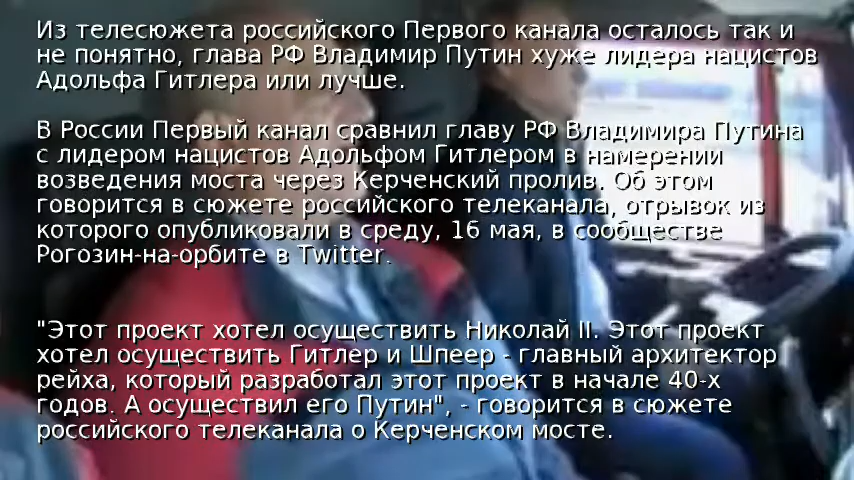 Из телесюжета российского Первого канала осталось так и
не понятно, глава РФ Владимир Путин хуже лидера нацистов
Адольфа Гитлера или лучше.
В России Первый канал сравнил главу РФ Владимира Путина
с лидером нацистов Адольфом Гитлером в намерении
возведения моста через Керченский пролив. Об этом
говорится в сюжете российского телеканала, отрывок из
которого опубликовали в среду, 16 мая, в сообществе
Рогозин-на-орбите в Twitter.
"Этот проект хотел осуществить Николай II. Этот проект
хотел осуществить Гитлер и Шпеер - главный архитектор
рейха, который разработал этот проект в начале 40-х
годов. А осуществил его Путин", - говорится в сюжете
российского телеканала о Керченском мосте.